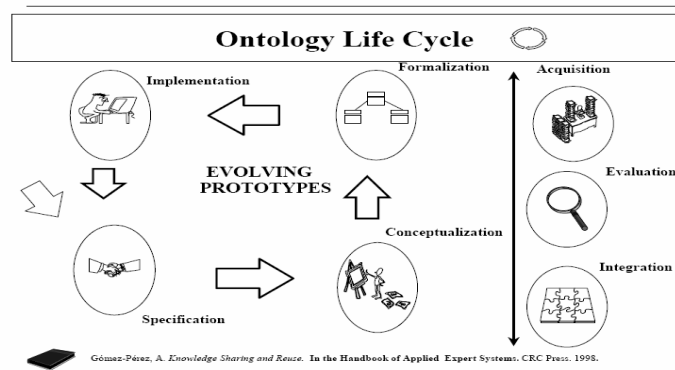 Ontology Life Cycle
Implementation
Formalization
Acquisition
EVOLVING
PROTOTYPES
Evaluation
Conceptualization
Specification
Integration
Gómez-Pérez, A. Knowledge Sharing and Reuse. In the Handbook of Applied Expert Systems. CRC Press. 1998.